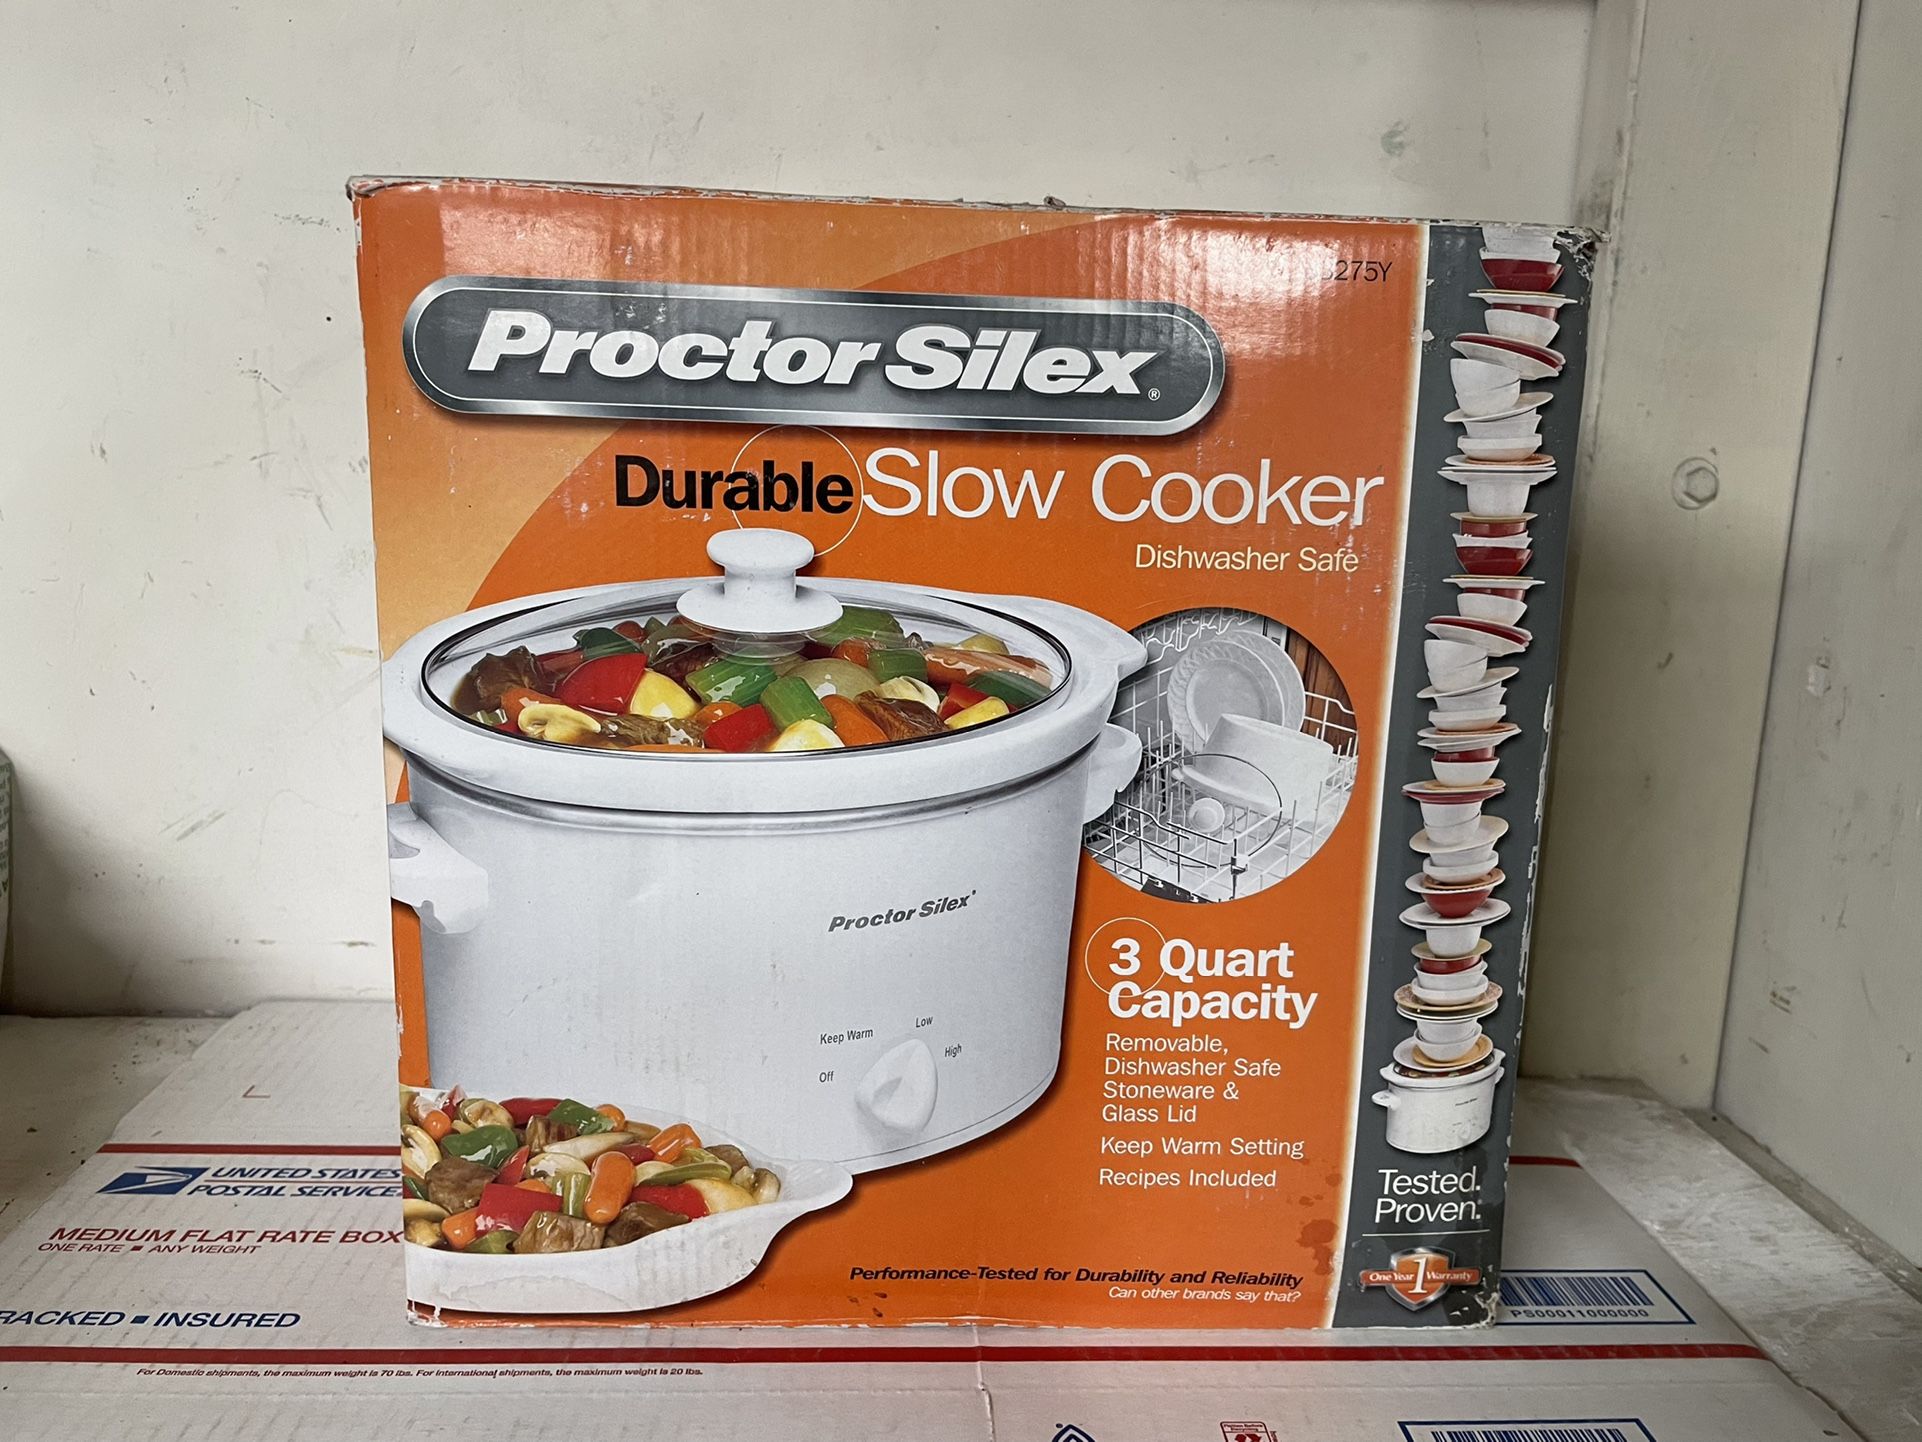 275Y
Proctor Silex®
Durable Slow Cooker
Dishwasher Safe
Proctor Silex®
Keep Warm
Low
High
Off
3 Quart
Capacity
Removable,
Dishwasher Safe
Stoneware &
Glass Lid
Keep Warm Setting
Recipes Included
Tested.
Proven.
One Year 1 Warranty
Performance-Tested for Durability and Reliability
Can other brands say that?
UNITED STATES
POSTAL SERVICE
MEDIUM FLAT RATE BOX
ONE RATE ■ ANY WEIGHT
RACKED ■ INSURED
PS00011000000
For Domestic shipments, the maximum weight is 70 lbs. For international shipments, the maximum weight is 20 lbs.